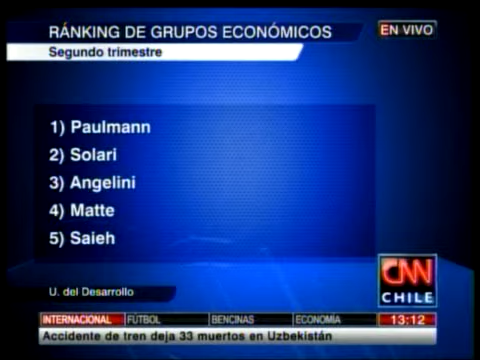 RÁNKING DE GRUPOS ECONÓMICOS
EN VIVO
Segundo trimestre
1) Paulmann
2) Solari
3) Angelini
4) Matte
5) Saieh
U. del Desarrollo
CNN
CHILE
INTERNACIONAL FÚTBOL BENCINAS ECONOMÍA 13:12
Accidente de tren deja 33 muertos en Uzbekistán